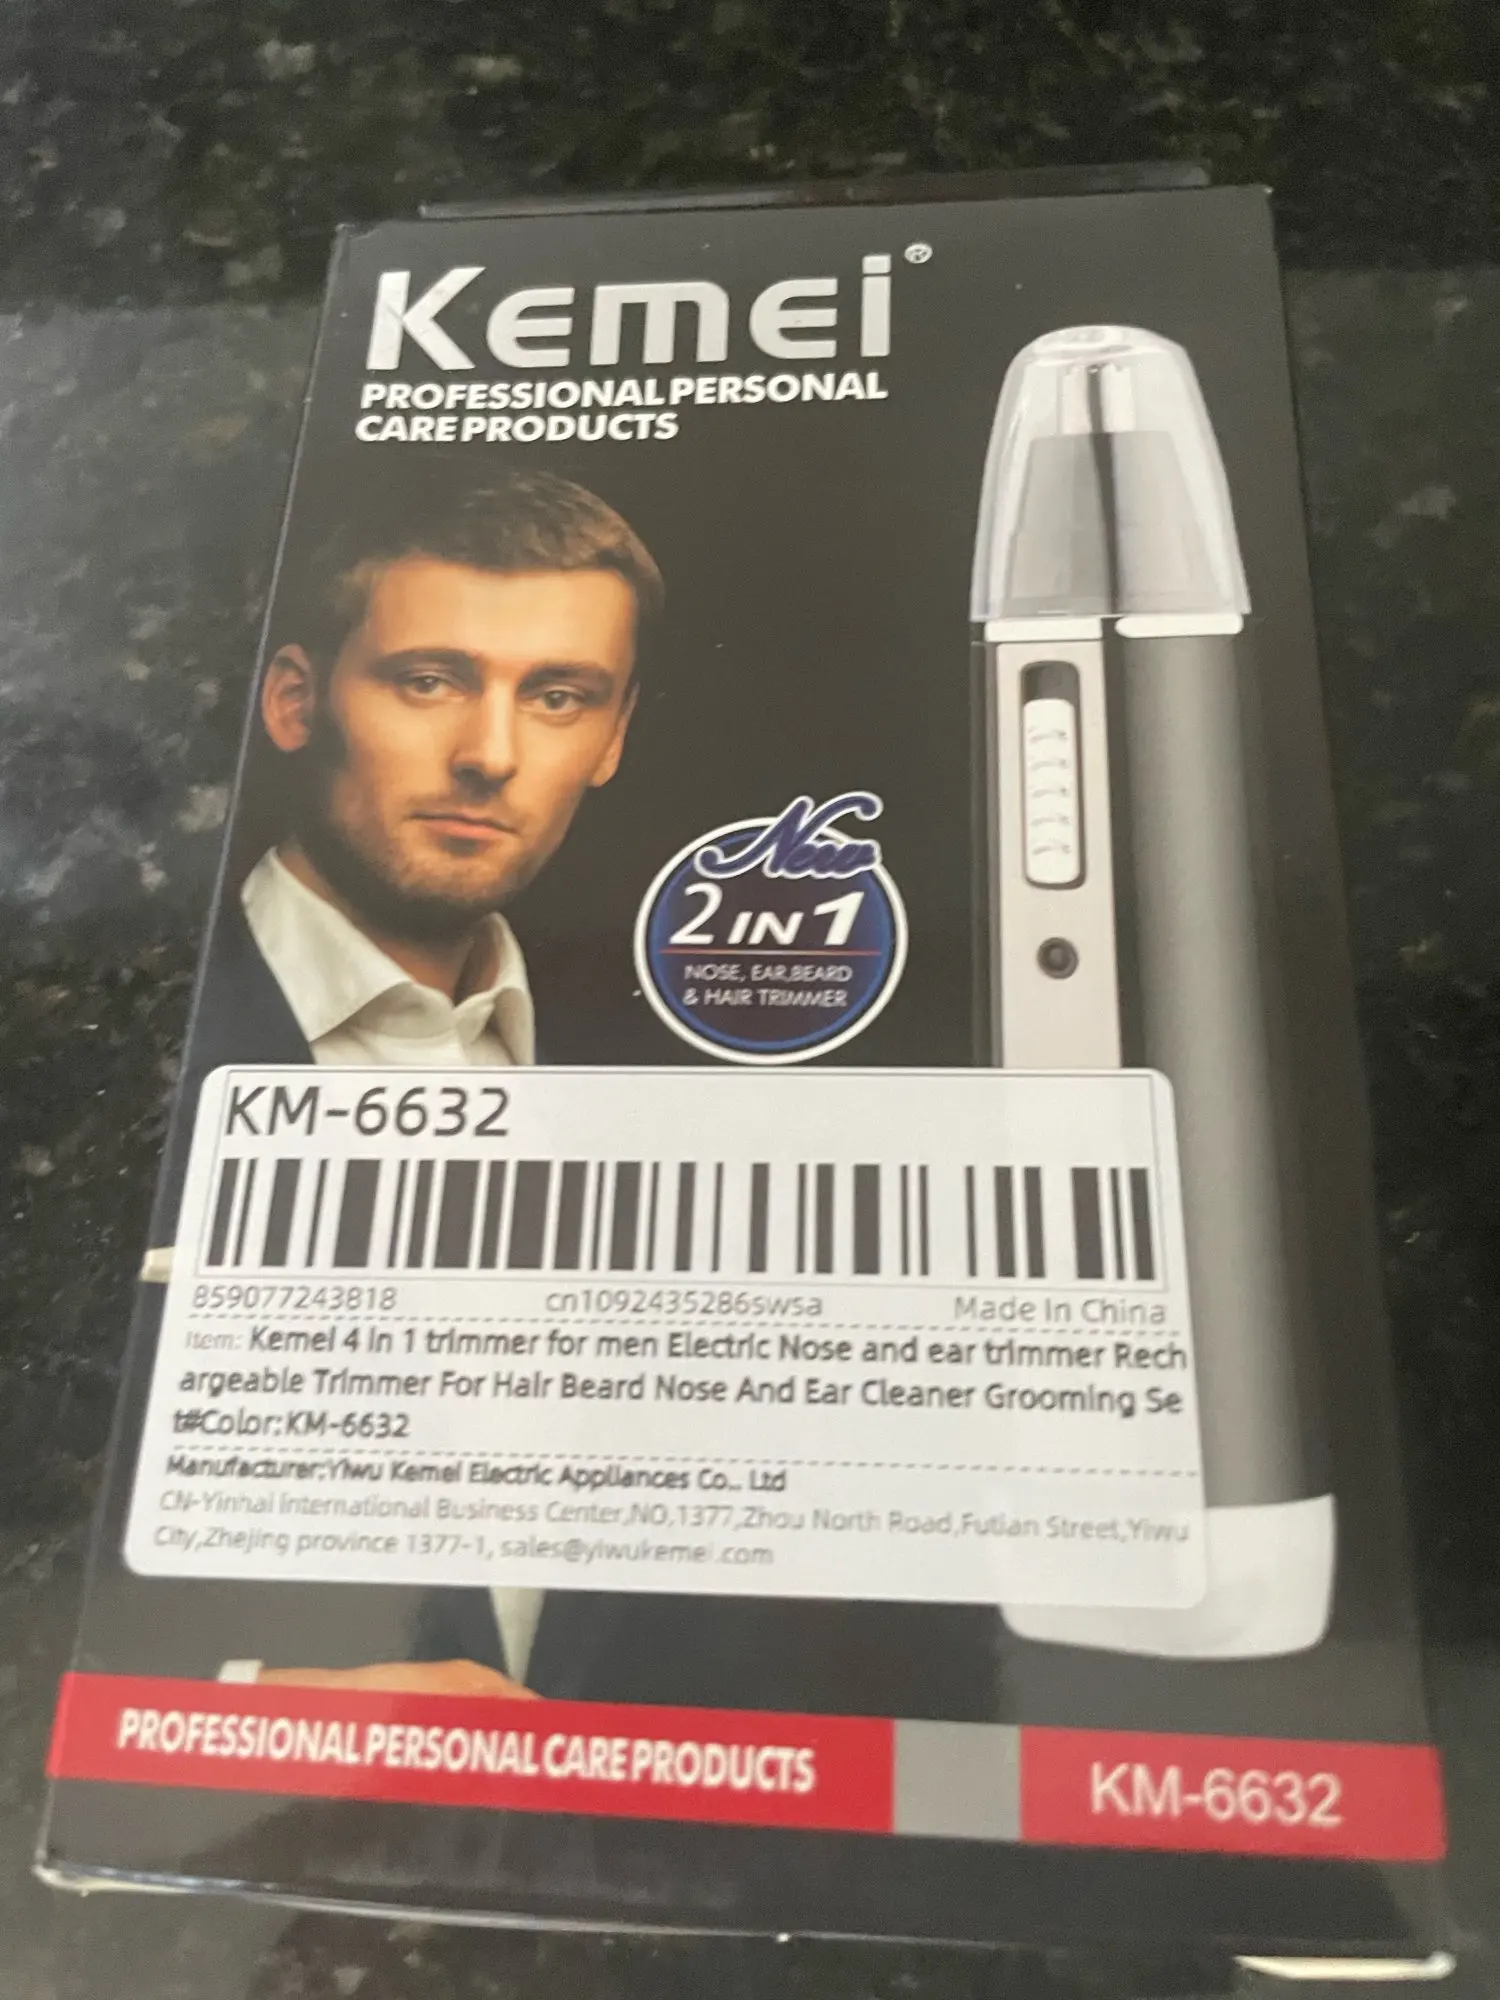 Kemei®
PROFESSIONAL PERSONAL
CARE PRODUCTS
New
2 IN 1
NOSE, EAR,BEARD
& HAIR TRIMMER
KM-6632
859077243818 cn1092435286swsa Made In China
Item: Kemei 4 in 1 trimmer for men Electric Nose and ear trimmer Rech
argeable Trimmer For Hair Beard Nose And Ear Cleaner Grooming Se
t#Color:KM-6632
Manufacturer:Yiwu Kemei Electric Appliances Co., Ltd
CN-Yinhai International Business Center,NO,1377,Zhou North Road,Futian Street,Yiwu
City,Zhejing province 1377-1, sales@yiwukemei.com
PROFESSIONAL PERSONAL CARE PRODUCTS
KM-6632